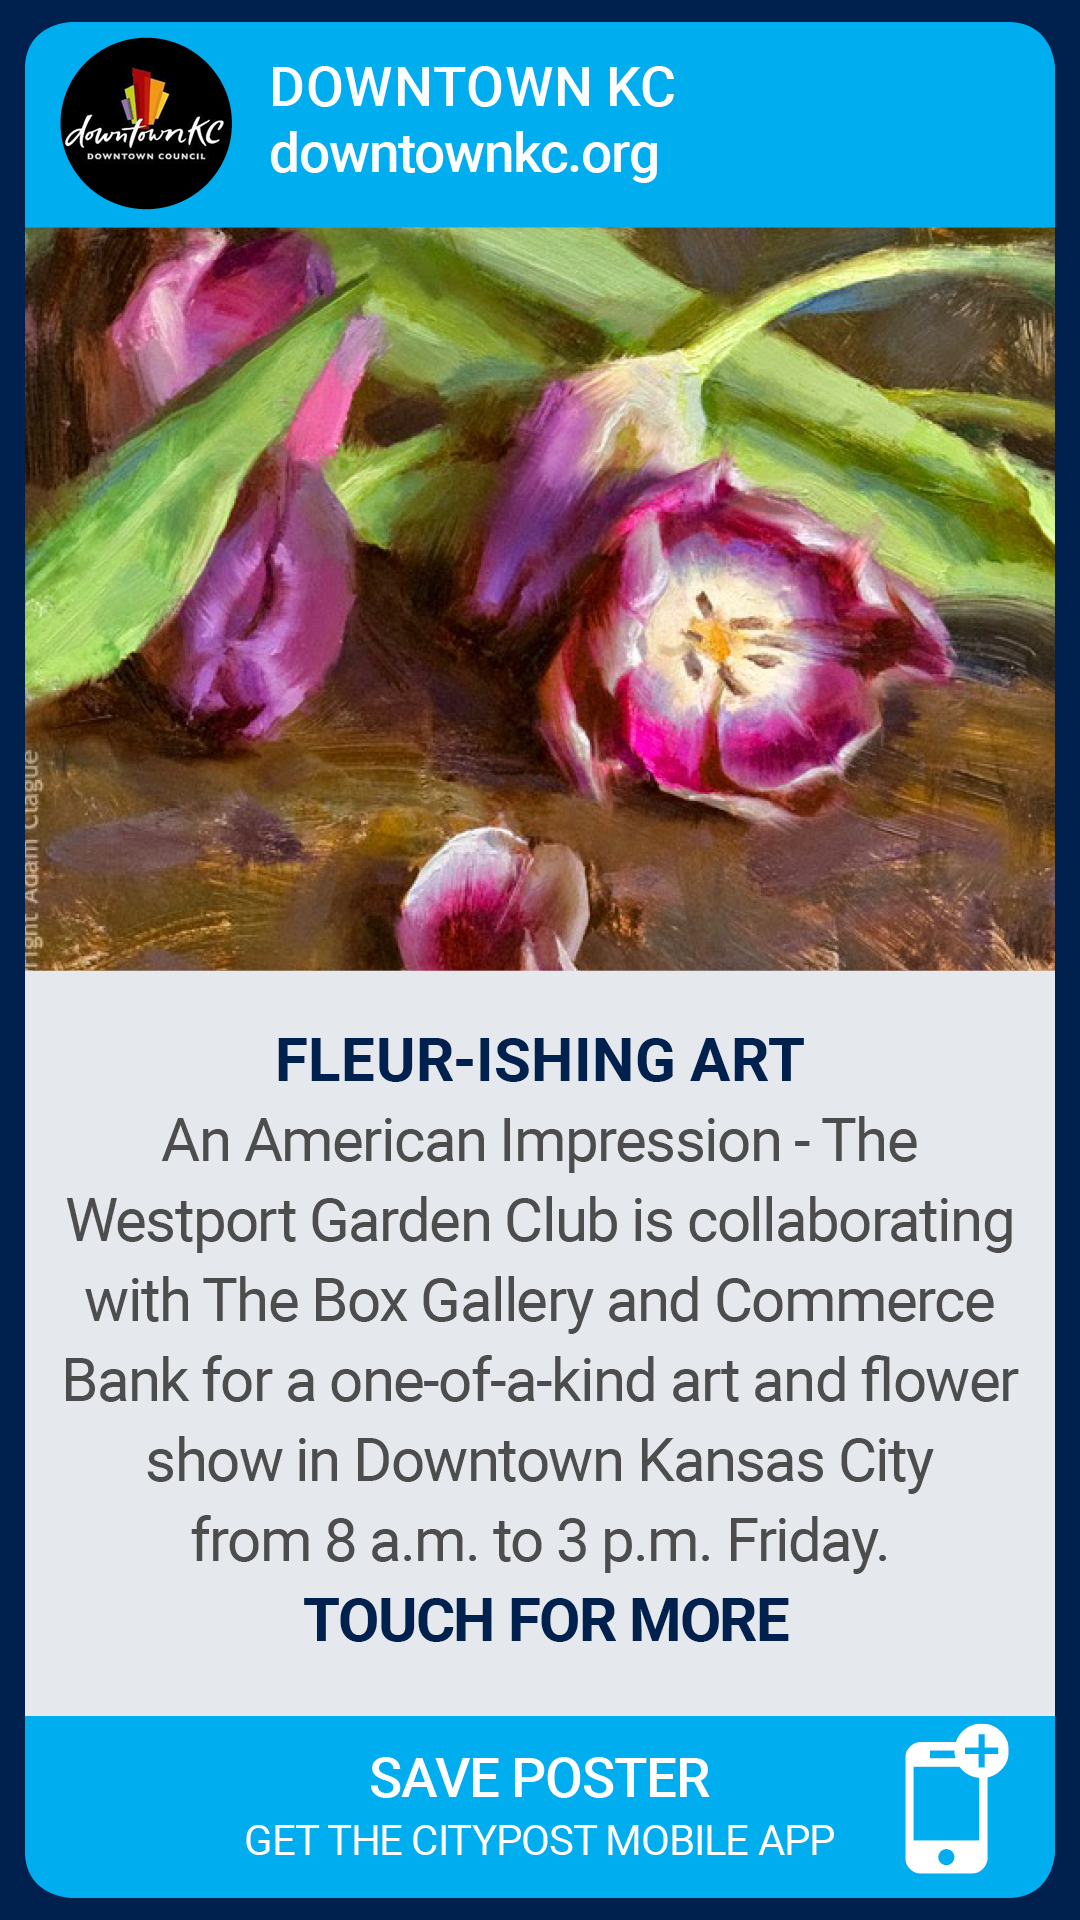 downtownKC
DOWNTOWN COUNCIL
DOWNTOWN KC
downtownkc.org
Adam Clague
FLEUR-ISHING ART
An American Impression - The
Westport Garden Club is collaborating
with The Box Gallery and Commerce
Bank for a one-of-a-kind art and flower
show in Downtown Kansas City
from 8 a.m. to 3 p.m. Friday.
TOUCH FOR MORE
SAVE POSTER
GET THE CITYPOST MOBILE APP